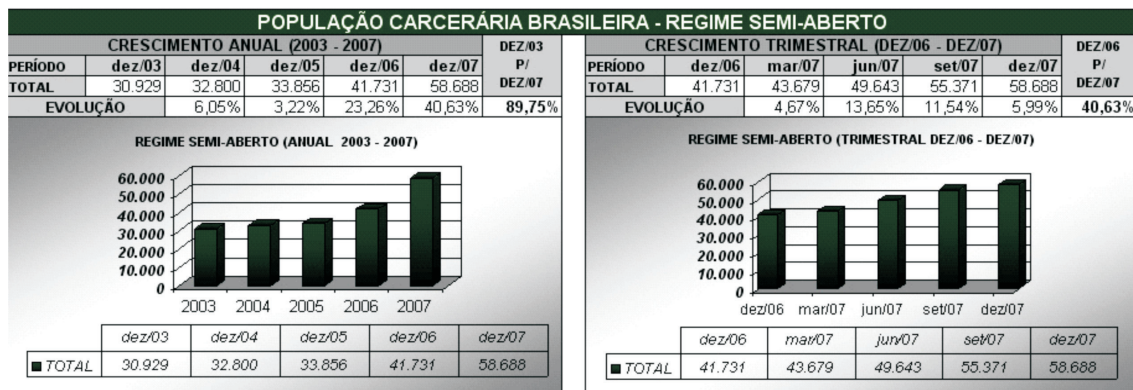 POPULAÇÃO CARCERÁRIA BRASILEIRA - REGIME SEMI-ABERTO
CRESCIMENTO ANUAL (2003 - 2007) DEZ/03 P/ DEZ/07
PERÍODO dez/03 dez/04 dez/05 dez/06 dez/07
TOTAL 30.929 32.800 33.856 41.731 58.688
EVOLUÇÃO 6,05% 3,22% 23,26% 40,63% 89,75%
REGIME SEMI-ABERTO (ANUAL 2003 - 2007)
60.000
50.000
40.000
30.000
20.000
10.000
0
2003 2004 2005 2006 2007
dez/03 dez/04 dez/05 dez/06 dez/07
TOTAL 30.929 32.800 33.856 41.731 58.688
CRESCIMENTO TRIMESTRAL (DEZ/06 - DEZ/07) DEZ/06 P/ DEZ/07
PERÍODO dez/06 mar/07 jun/07 set/07 dez/07
TOTAL 41.731 43.679 49.643 55.371 58.688
EVOLUÇÃO 4,67% 13,65% 11,54% 5,99% 40,63%
REGIME SEMI-ABERTO (TRIMESTRAL DEZ/06 - DEZ/07)
60.000
50.000
40.000
30.000
20.000
10.000
0
dez/06 mar/07 jun/07 set/07 dez/07
dez/06 mar/07 jun/07 set/07 dez/07
TOTAL 41.731 43.679 49.643 55.371 58.688